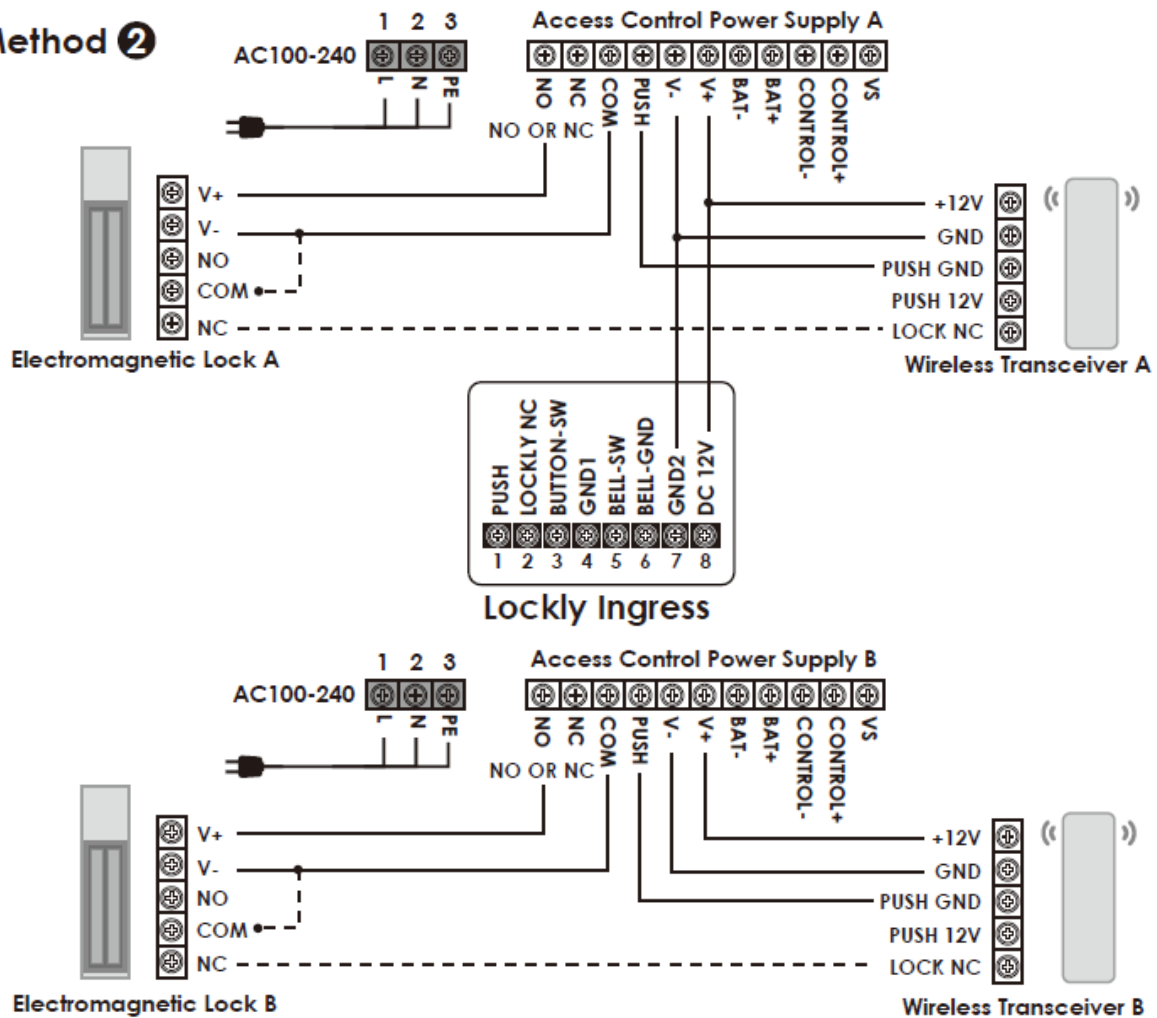 Method 2
1 2 3
AC100-240
L N PE
Access Control Power Supply A
NO NC COM PUSH V- V+ BAT- BAT+ CONTROL- CONTROL+ VS
NO OR NC
V+
V-
NO
COM
NC
Electromagnetic Lock A
+12V
GND
PUSH GND
PUSH 12V
LOCK NC
Wireless Transceiver A
PUSH
LOCKLY NC
BUTTON-SW
GND1
BELL-SW
BELL-GND
GND2
DC 12V
1 2 3 4 5 6 7 8
Lockly Ingress
1 2 3
AC100-240
L N PE
Access Control Power Supply B
NO NC COM PUSH V- V+ BAT- BAT+ CONTROL- CONTROL+ VS
NO OR NC
V+
V-
NO
COM
NC
Electromagnetic Lock B
+12V
GND
PUSH GND
PUSH 12V
LOCK NC
Wireless Transceiver B